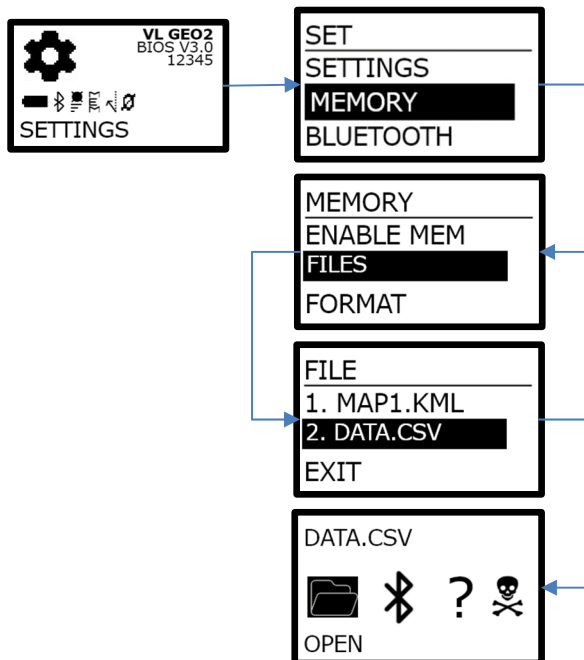 VL GEO2
BIOS V3.0
12345
SETTINGS
SET
SETTINGS
MEMORY
BLUETOOTH
MEMORY
ENABLE MEM
FILES
FORMAT
FILE
1. MAP1.KML
2. DATA.CSV
EXIT
DATA.CSV
?
OPEN